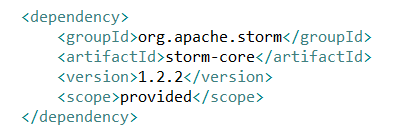 <dependency>
    <groupId>org.apache.storm</groupId>
    <artifactId>storm-core</artifactId>
    <version>1.2.2</version>
    <scope>provided</scope>
</dependency>